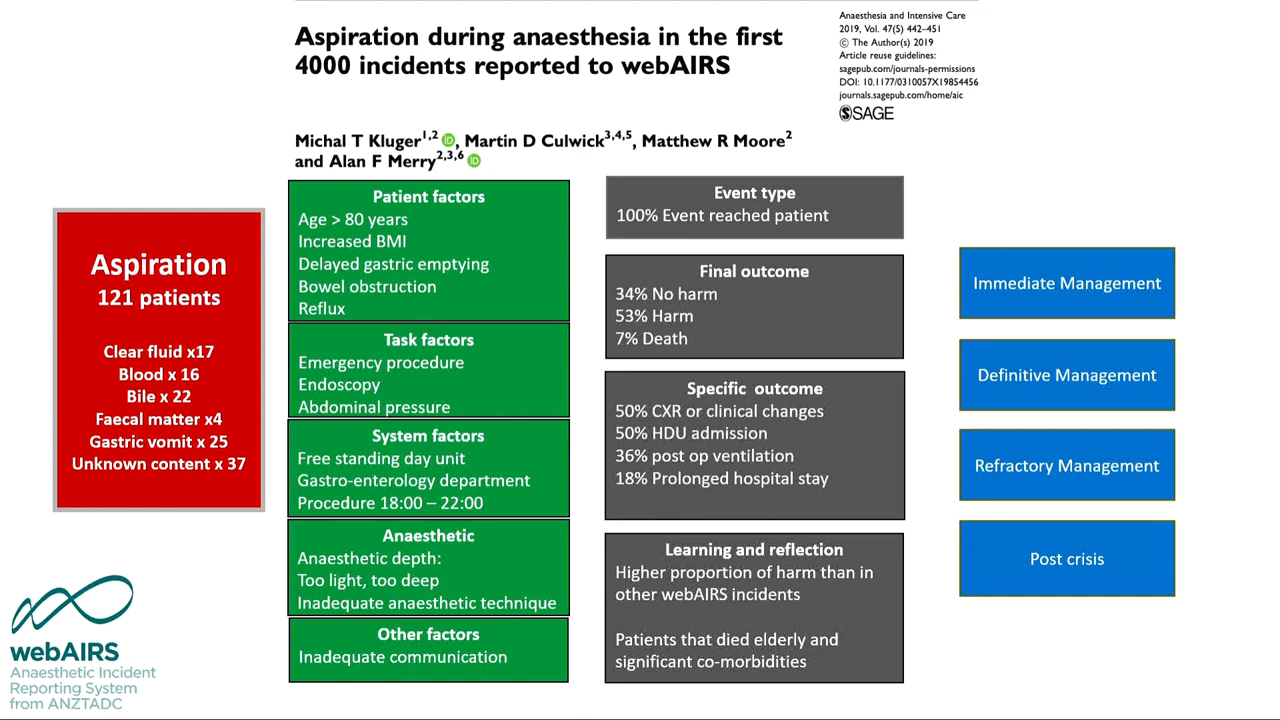 Aspiration during anaesthesia in the first
4000 incidents reported to webAIRS
Anaesthesia and Intensive Care
2019, Vol. 47(5) 442–451
© The Author(s) 2019
Article reuse guidelines:
sagepub.com/journals-permissions
DOI: 10.1177/0310057X19854456
journals.sagepub.com/home/aic
SAGE
Michal T Kluger1,2 iD, Martin D Culwick3,4,5, Matthew R Moore2
and Alan F Merry2,3,6 iD
Aspiration
121 patients
Clear fluid x17
Blood x 16
Bile x 22
Faecal matter x4
Gastric vomit x 25
Unknown content x 37
Patient factors
Age > 80 years
Increased BMI
Delayed gastric emptying
Bowel obstruction
Reflux
Task factors
Emergency procedure
Endoscopy
Abdominal pressure
System factors
Free standing day unit
Gastro-enterology department
Procedure 18:00 – 22:00
Anaesthetic
Anaesthetic depth:
Too light, too deep
Inadequate anaesthetic technique
Other factors
Inadequate communication
Event type
100% Event reached patient
Final outcome
34% No harm
53% Harm
7% Death
Specific outcome
50% CXR or clinical changes
50% HDU admission
36% post op ventilation
18% Prolonged hospital stay
Learning and reflection
Higher proportion of harm than in
other webAIRS incidents
Patients that died elderly and
significant co-morbidities
Immediate Management
Definitive Management
Refractory Management
Post crisis
webAIRS
Anaesthetic Incident
Reporting System
from ANZTADC